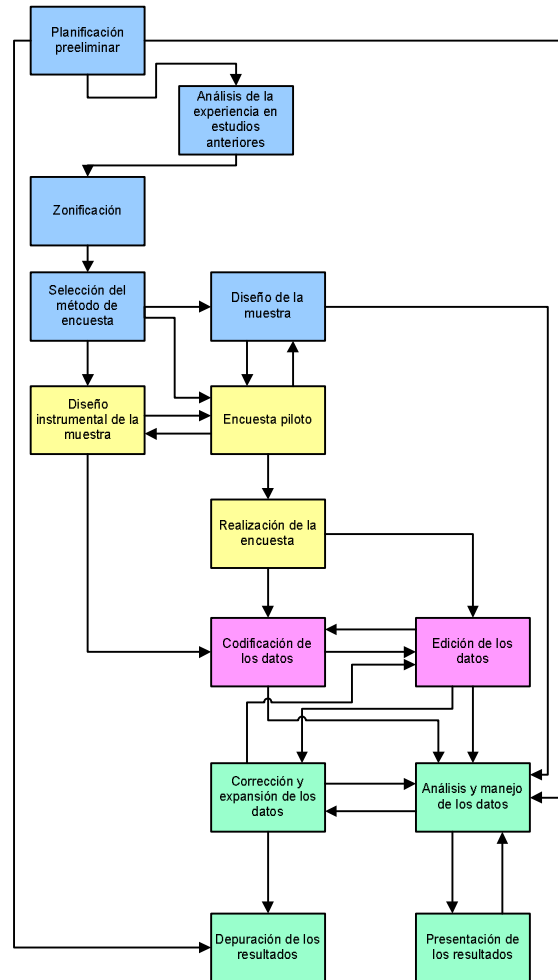 Planificación
preeliminar
Análisis de la
experiencia en
estudios
anteriores
Zonificación
Selección del
método de
encuesta
Diseño de la
muestra
Diseño
instrumental de la
muestra
Encuesta piloto
Realización de la
encuesta
Codificación de
los datos
Edición de los
datos
Corrección y
expansión de los
datos
Análisis y manejo
de los datos
Depuración de los
resultados
Presentación de
los resultados